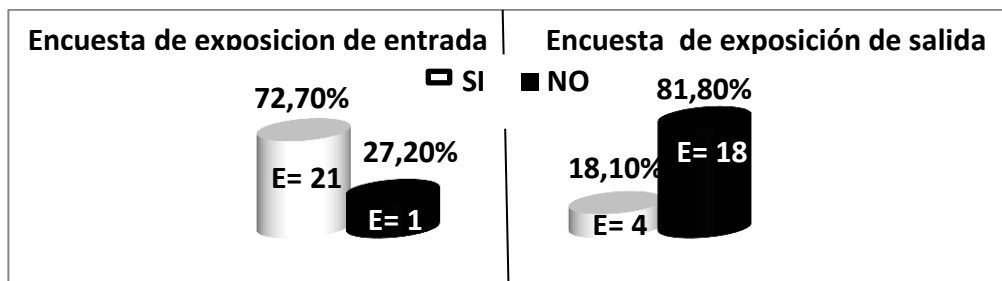 Encuesta de exposicion de entrada
Encuesta de exposición de salida
SI NO
72,70%
27,20%
E= 21
E= 1
81,80%
18,10%
E= 18
E= 4